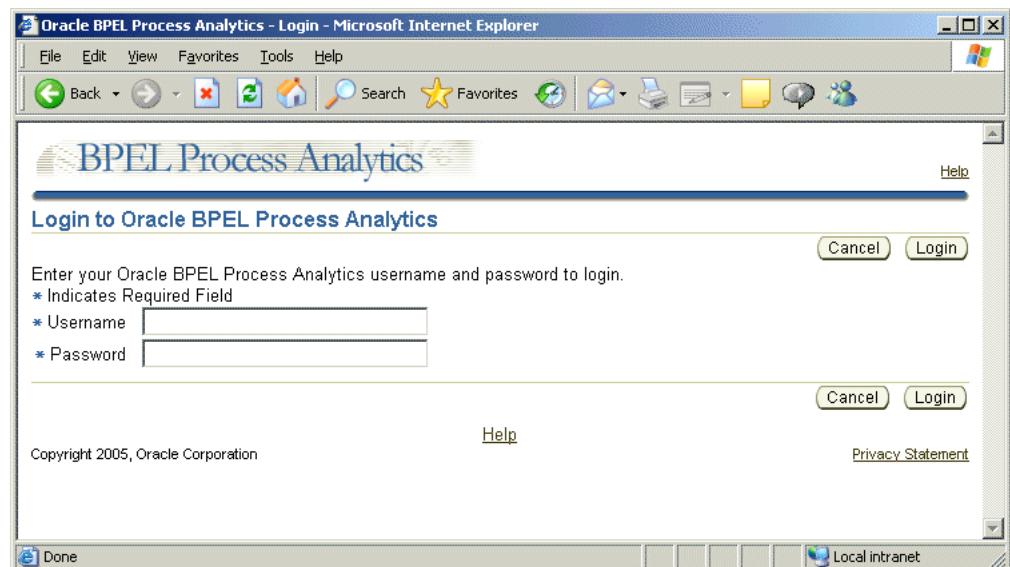 Oracle BPEL Process Analytics - Login - Microsoft Internet Explorer
File Edit View Favorites Tools Help
Back Search Favorites
BPEL Process Analytics
Help
Login to Oracle BPEL Process Analytics
Cancel Login
Enter your Oracle BPEL Process Analytics username and password to login.
* Indicates Required Field
* Username
* Password
Cancel Login
Help
Copyright 2005, Oracle Corporation Privacy Statement
Done Local intranet